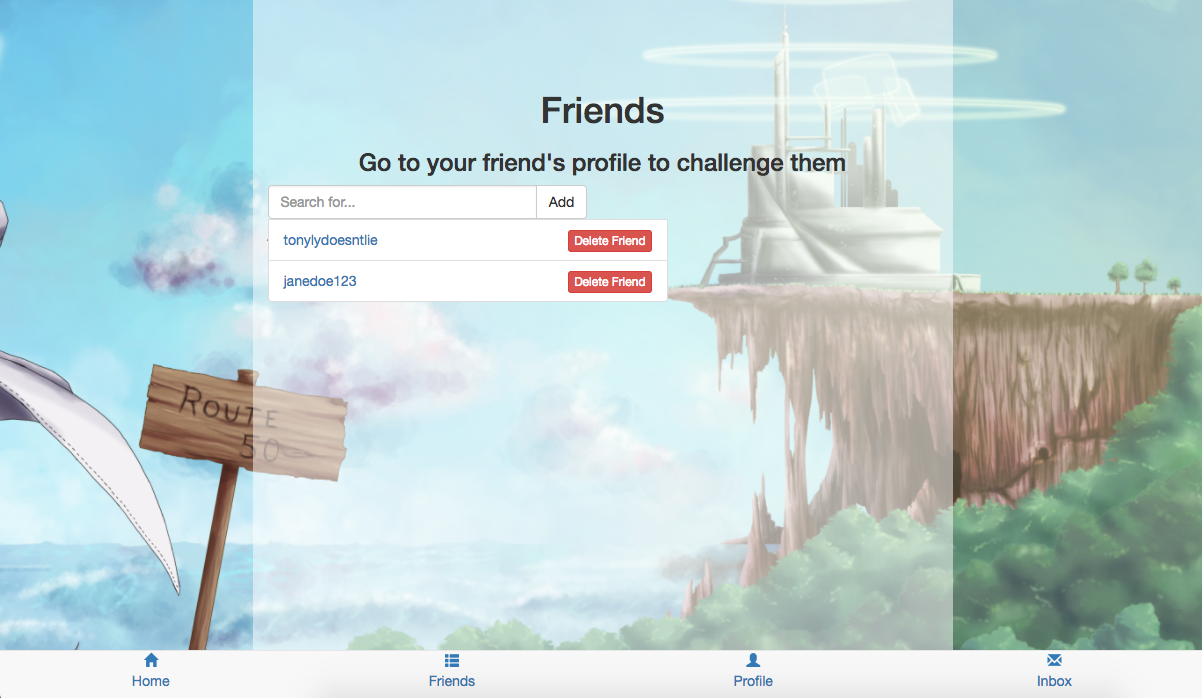 Friends
Go to your friend's profile to challenge them
Search for... Add
tonylydoesntlie Delete Friend
janedoe123 Delete Friend
ROUTE
50
Home Friends Profile Inbox